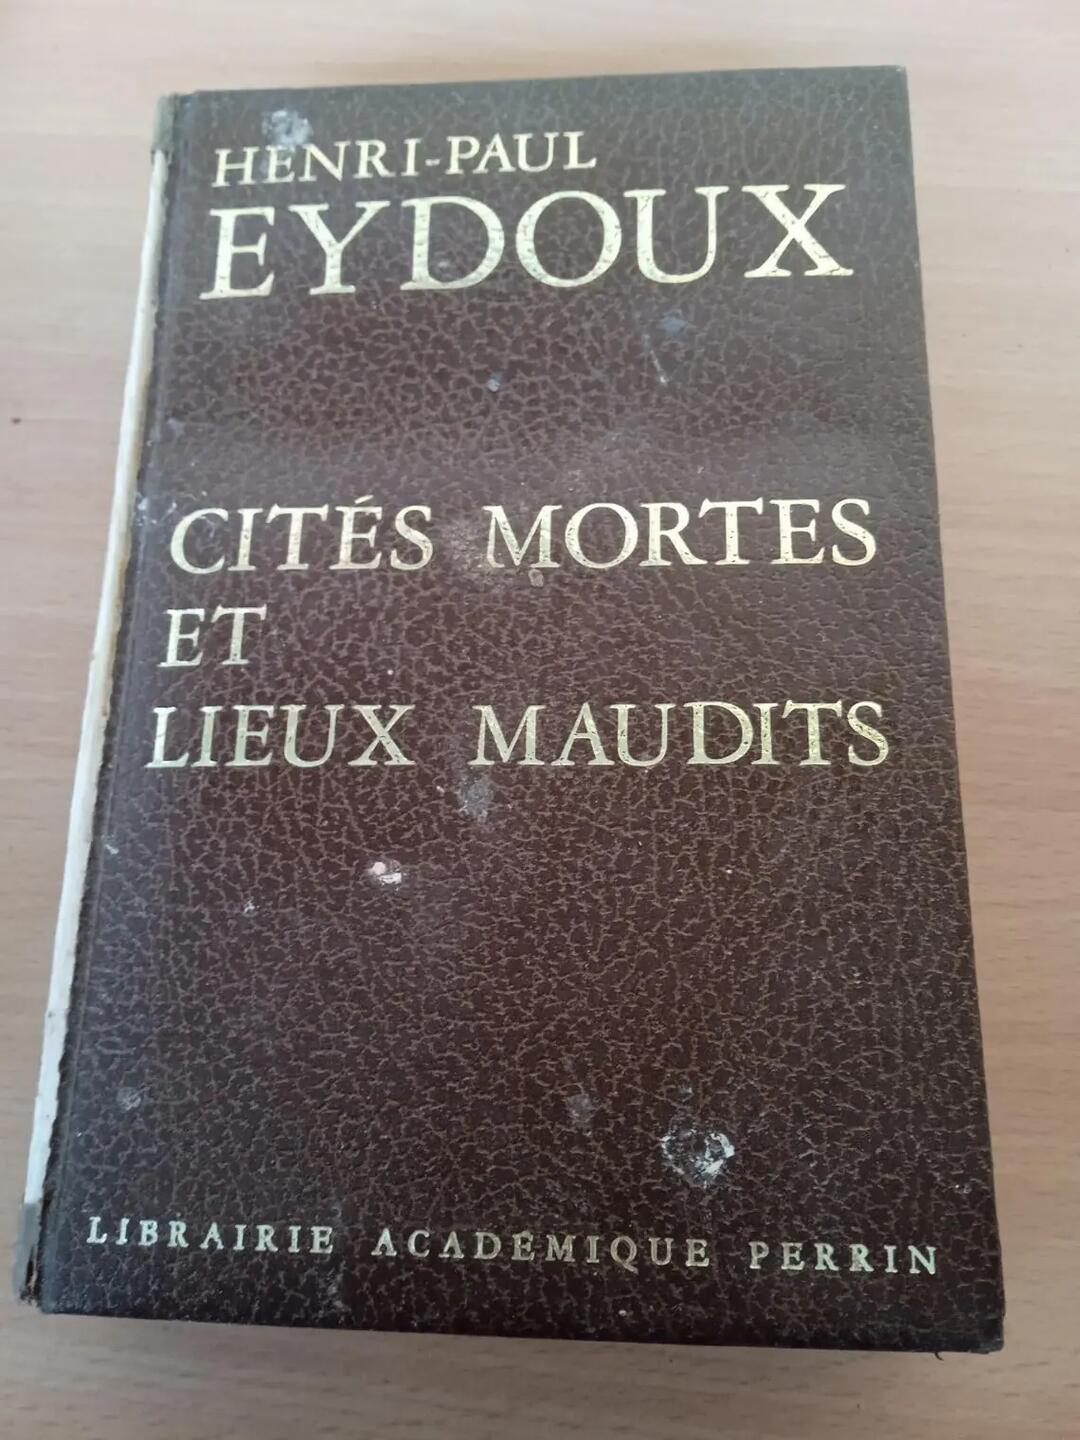 HENRI-PAUL
EYDOUX
CITÉS MORTES
ET
LIEUX MAUDITS
LIBRAIRIE ACADEMIQUE PERRIN